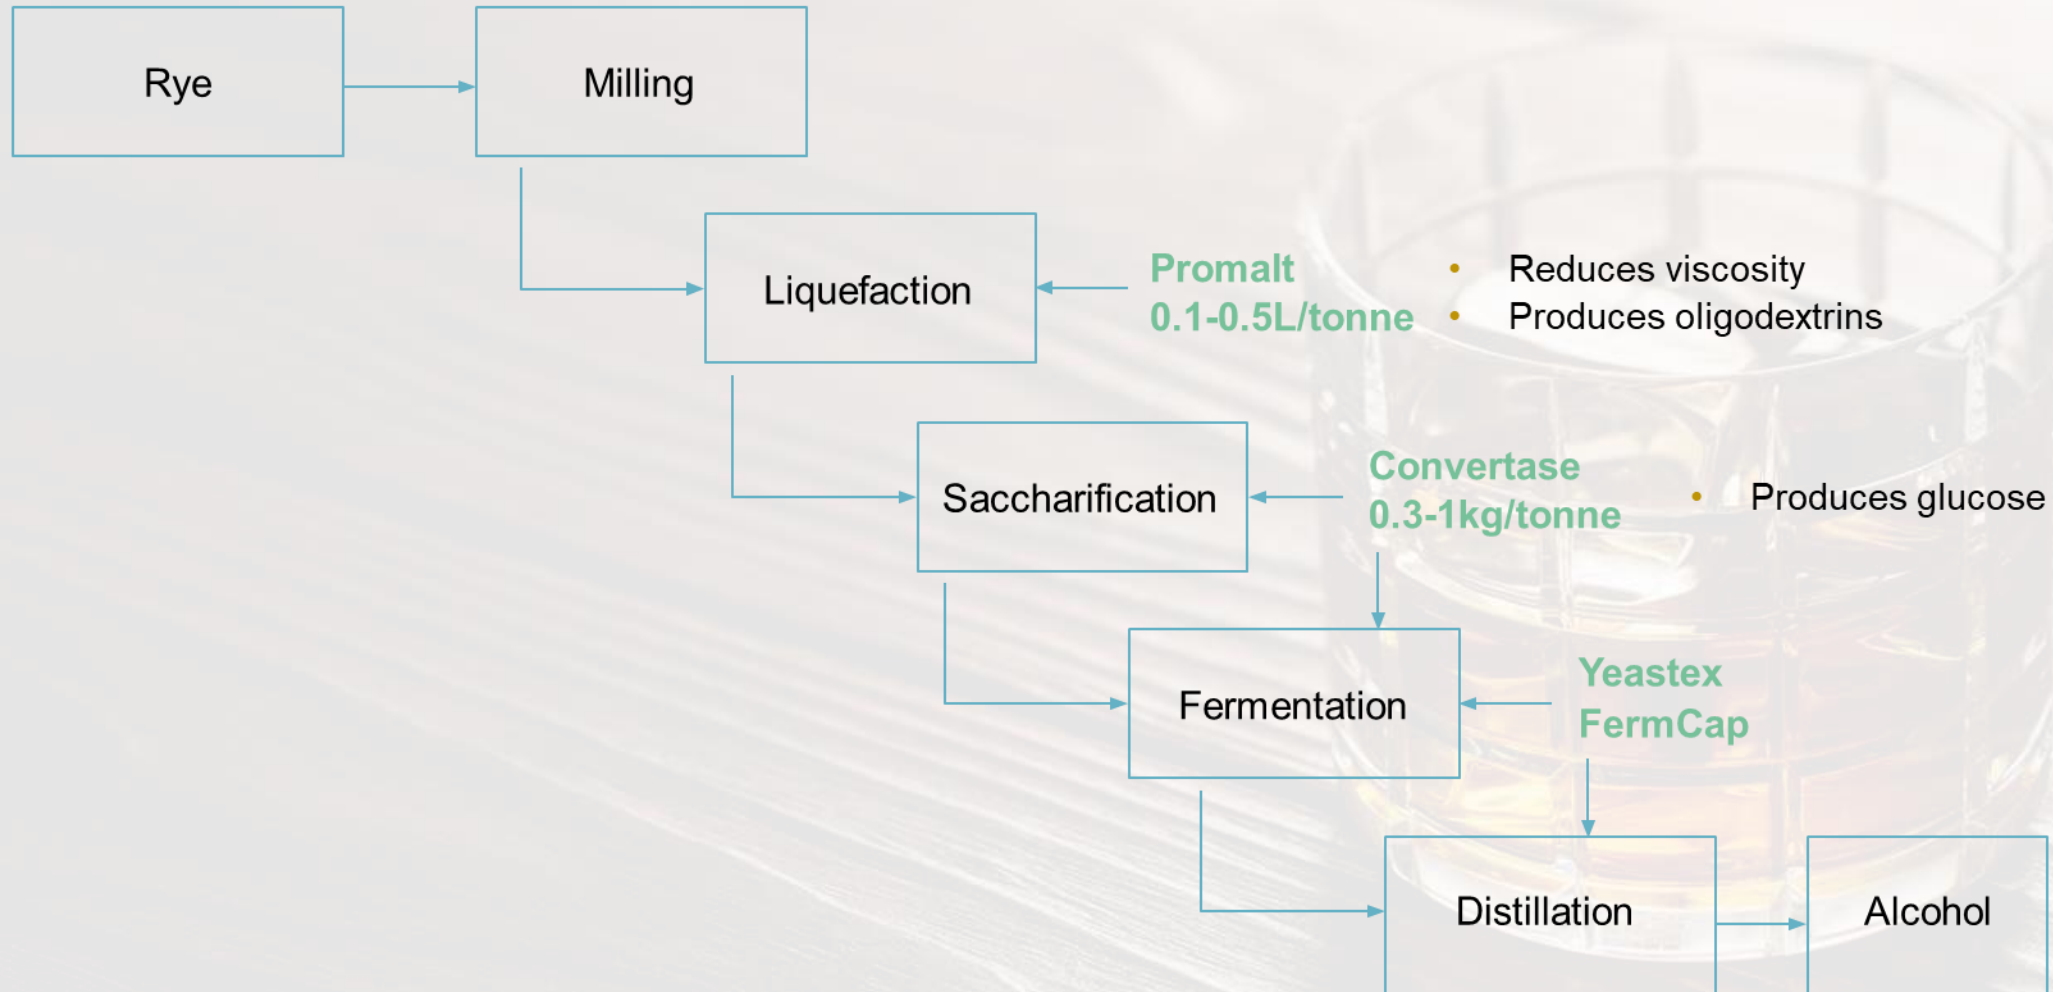 Rye
Milling
Liquefaction
Promalt
0.1-0.5L/tonne
• Reduces viscosity
• Produces oligodextrins
Saccharification
Convertase
0.3-1kg/tonne
• Produces glucose
Fermentation
Yeastex
FermCap
Distillation
Alcohol